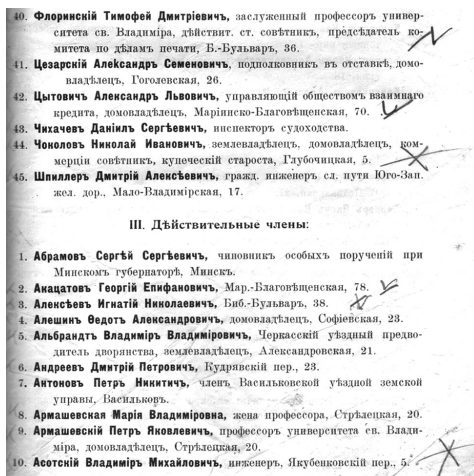 40. Флоринскій Тимофей Дмитріевичъ, заслуженный профессоръ универ-
ситета св. Владиміра, дѣйствит. ст. совѣтникъ, предсѣдатель ко-
митета по дѣламъ печати, Б.-Бульваръ, 36.
41. Цезарскій Александръ Семеновичъ, подполковникъ въ отставкѣ, домо-
владѣлецъ, Гоголевская, 26.
42. Цытовичъ Александръ Львовичъ, управляющій обществомъ взаимнаго
кредита, домовладѣлецъ, Маріинско-Благовѣщенская, 70.
43. Чихачевъ Даніилъ Сергѣевичъ, инспекторъ судоходства.
44. Чоколовъ Николай Ивановичъ, землевладѣлецъ, домовладѣлецъ, ком-
мерціи совѣтникъ, купеческій староста, Глубочицкая, 5.
45. Шпиллеръ Дмитрій Алексѣевичъ, гражд. инженеръ сл. пути Юго-Зап.
жел. дор., Мало-Владимірская, 17.
III. Дѣйствительные члены:
1. Абрамовъ Сергѣй Сергѣевичъ, чиновникъ особыхъ порученій при
Минскомъ губернаторѣ, Минскъ.
2. Анацатовъ Георгій Епифановичъ, Мар.-Благовѣщенская, 78.
3. Алексѣевъ Игнатій Николаевичъ, Биб.-Бульваръ, 38.
4. Алешинъ Ѳедотъ Александровичъ, домовладѣлецъ, Софіевская, 23.
5. Альбрандтъ Владиміръ Владиміровичъ, Черкасскій уѣздный предво-
дитель дворянства, землевладѣлецъ, Александровская, 21.
6. Андреевъ Дмитрій Петровичъ, Кудрявскій пер., 23.
7. Антоновъ Петръ Никитичъ, членъ Васильковской уѣздной земской
управы, Васильковъ.
8. Армашевская Марія Владиміровна, жена профессора, Стрѣлецкая, 20.
9. Армашевскій Петръ Яковлевичъ, профессоръ университета св. Влади-
міра, домовладѣлецъ, Стрѣлецкая, 20.
10. Асотскій Владиміръ Михайловичъ, инженеръ, Якубенковскій пер., 5.